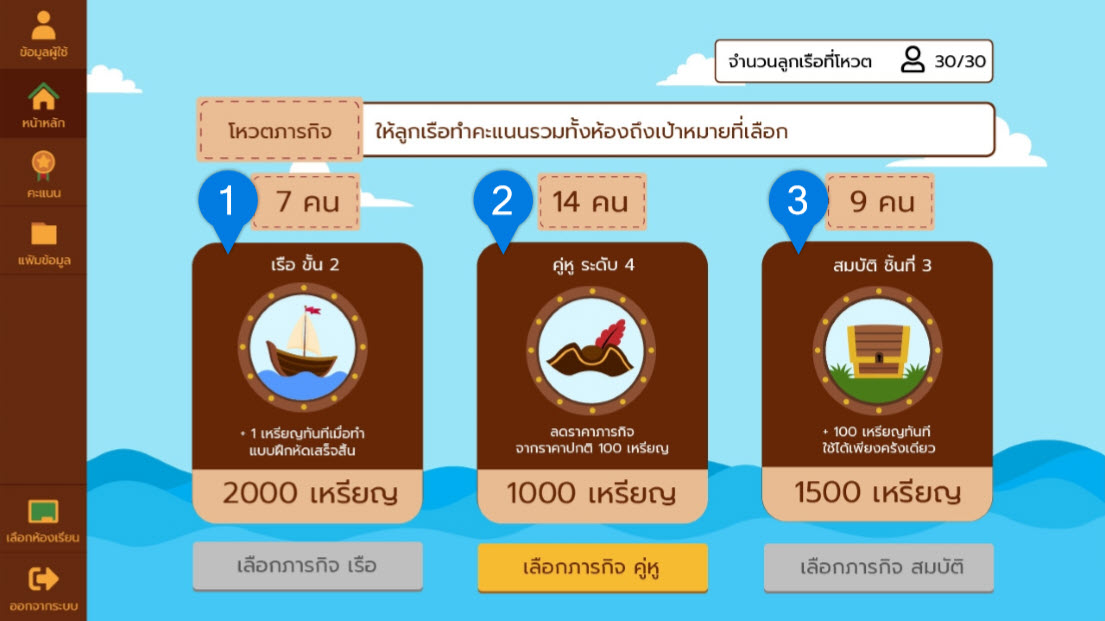 ข้อมูลผู้ใช้
หน้าหลัก
คะแนน
แฟ้มข้อมูล
เลือกห้องเรียน
ออกจากระบบ
จำนวนลูกเรือที่โหวต 30/30
โหวตภารกิจ ให้ลูกเรือทำคะแนนรวมทั้งห้องถึงเป้าหมายที่เลือก
1 7 คน
เรือ ขั้น 2
+ 1 เหรียญทันทีเมื่อทำ
แบบฝึกหัดเสร็จสิ้น
2000 เหรียญ
เลือกภารกิจ เรือ
2 14 คน
คู่หู ระดับ 4
ลดราคาภารกิจ
จากราคาปกติ 100 เหรียญ
1000 เหรียญ
เลือกภารกิจ คู่หู
3 9 คน
สมบัติ ชิ้นที่ 3
+ 100 เหรียญทันที
ใช้ได้เพียงครั้งเดียว
1500 เหรียญ
เลือกภารกิจ สมบัติ